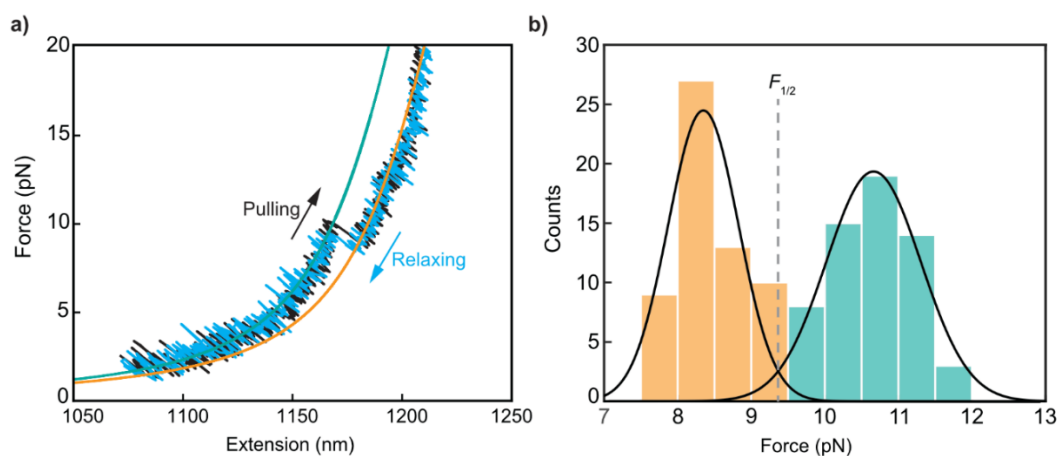 a)
20
15
10
5
0
1050
1100
1150
1200
1250
Force (pN)
Extension (nm)
Pulling
Relaxing
b)
30
25
20
15
10
5
0
7
8
9
10
11
12
13
Counts
Force (pN)
F1/2